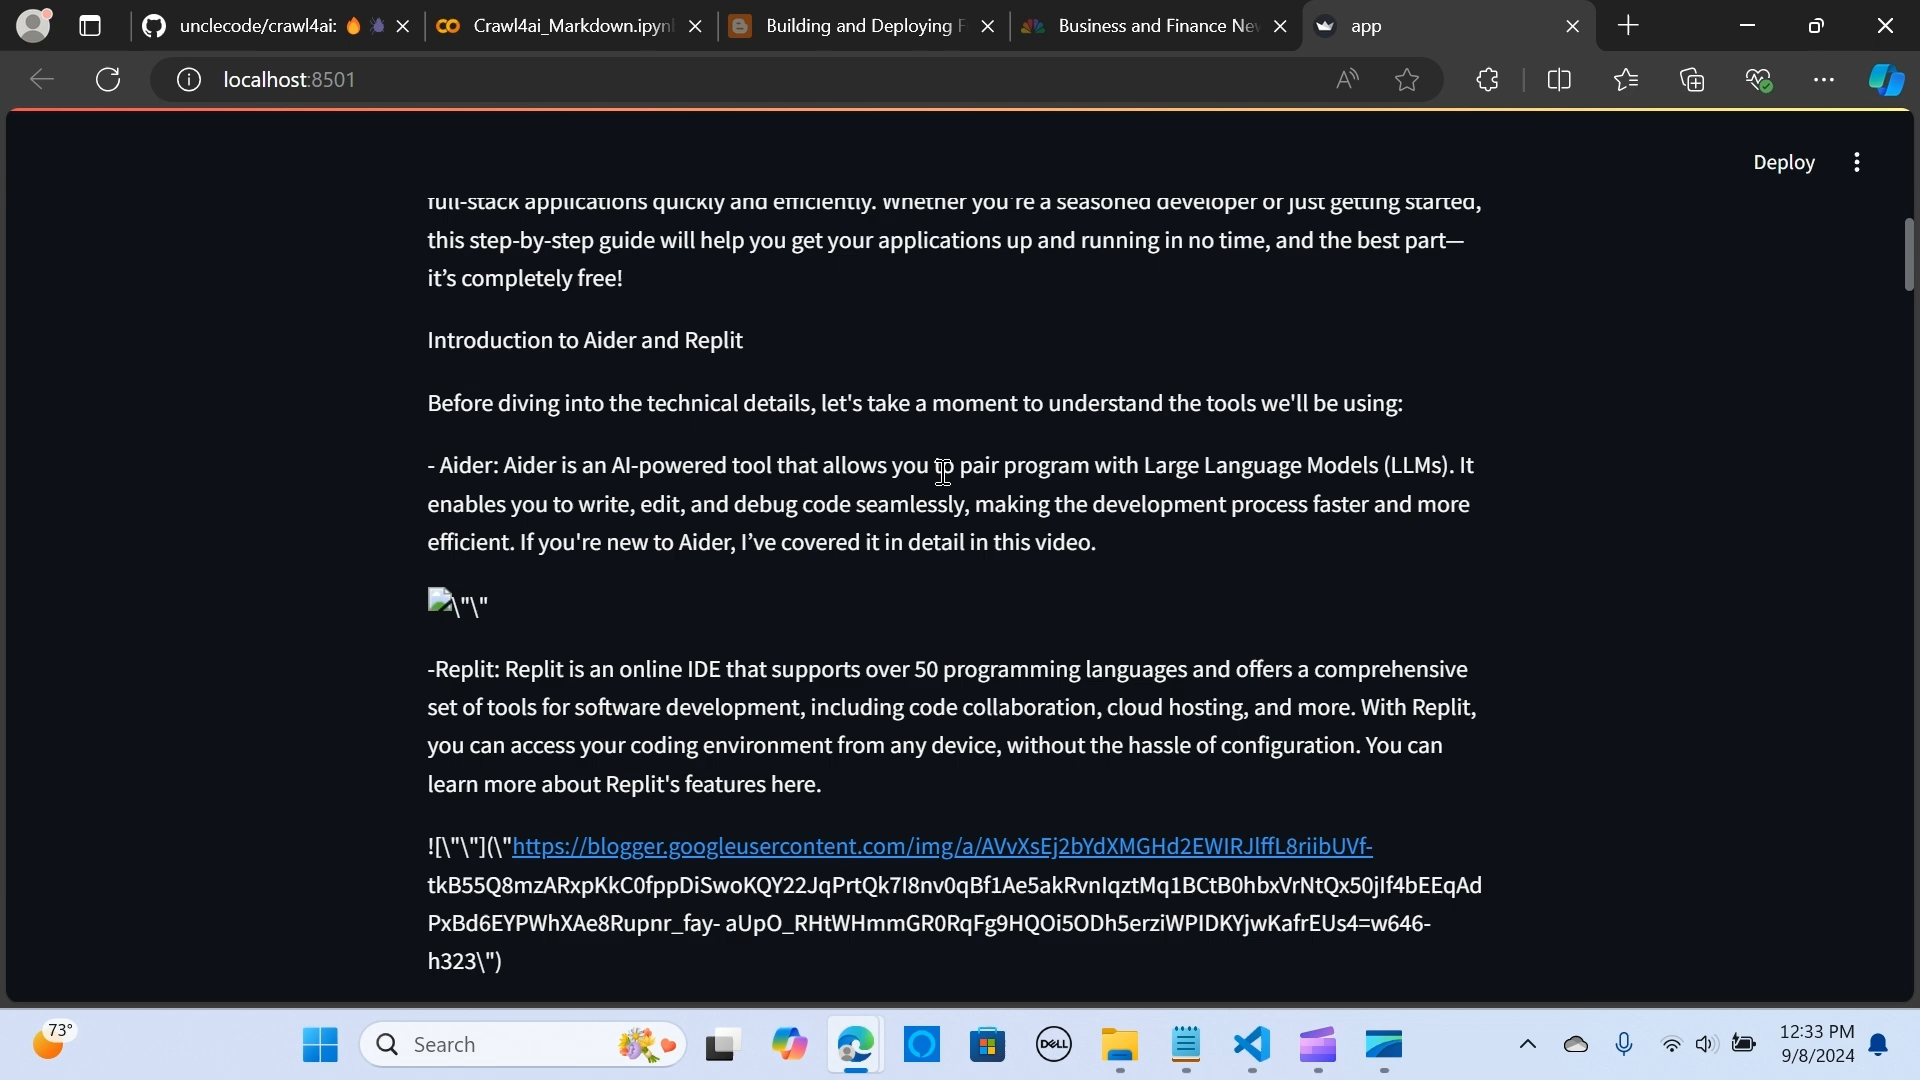 unclecode/crawl4ai: 🔥 🕷
Crawl4ai_Markdown.ipynl
Building and Deploying F
Business and Finance Nev
app
localhost:8501
Deploy
full-stack applications quickly and efficiently. Whether you're a seasoned developer or just getting started,
this step-by-step guide will help you get your applications up and running in no time, and the best part—
it’s completely free!
Introduction to Aider and Replit
Before diving into the technical details, let's take a moment to understand the tools we'll be using:
- Aider: Aider is an AI-powered tool that allows you to pair program with Large Language Models (LLMs). It
enables you to write, edit, and debug code seamlessly, making the development process faster and more
efficient. If you're new to Aider, I’ve covered it in detail in this video.
\"\"
-Replit: Replit is an online IDE that supports over 50 programming languages and offers a comprehensive
set of tools for software development, including code collaboration, cloud hosting, and more. With Replit,
you can access your coding environment from any device, without the hassle of configuration. You can
learn more about Replit's features here.
![\"\"](\"https://blogger.googleusercontent.com/img/a/AVvXsEj2bYdXMGHd2EWIRJlffL8riibUVf-
tkB55Q8mzARxpKkC0fppDiSwoKQY22JqPrtQk7I8nv0qBf1Ae5akRvnIqztMq1BCtB0hbxVrNtQx50jIf4bEEqAd
PxBd6EYPWhXAe8Rupnr_fay- aUpO_RHtWHmmGR0RqFg9HQOi5ODh5erziWPIDKYjwKafrEUs4=w646-
h323\")
73°
Search
DELL
12:33 PM
9/8/2024